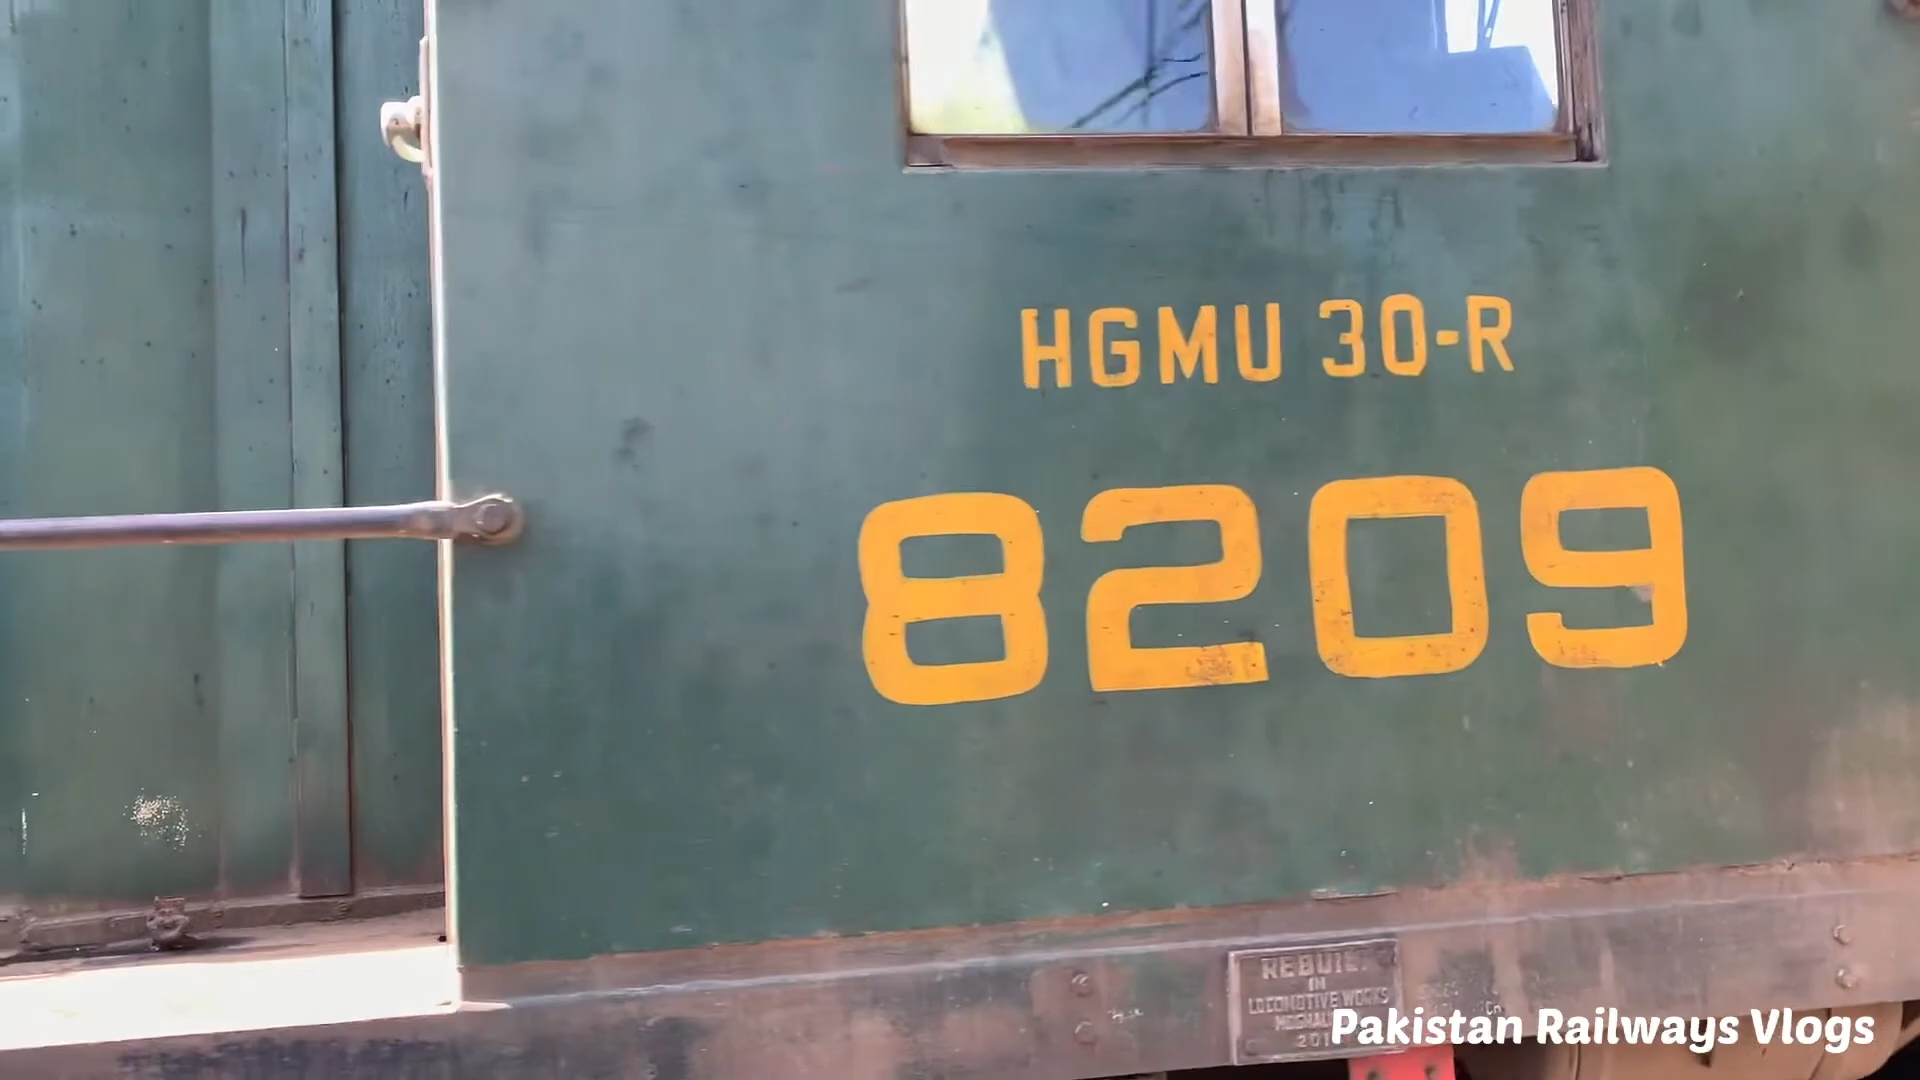 HGMU 30-R
8209
REBUILT
IN
LOCOMOTIVE WORKS
Pakistan Railways Vlogs